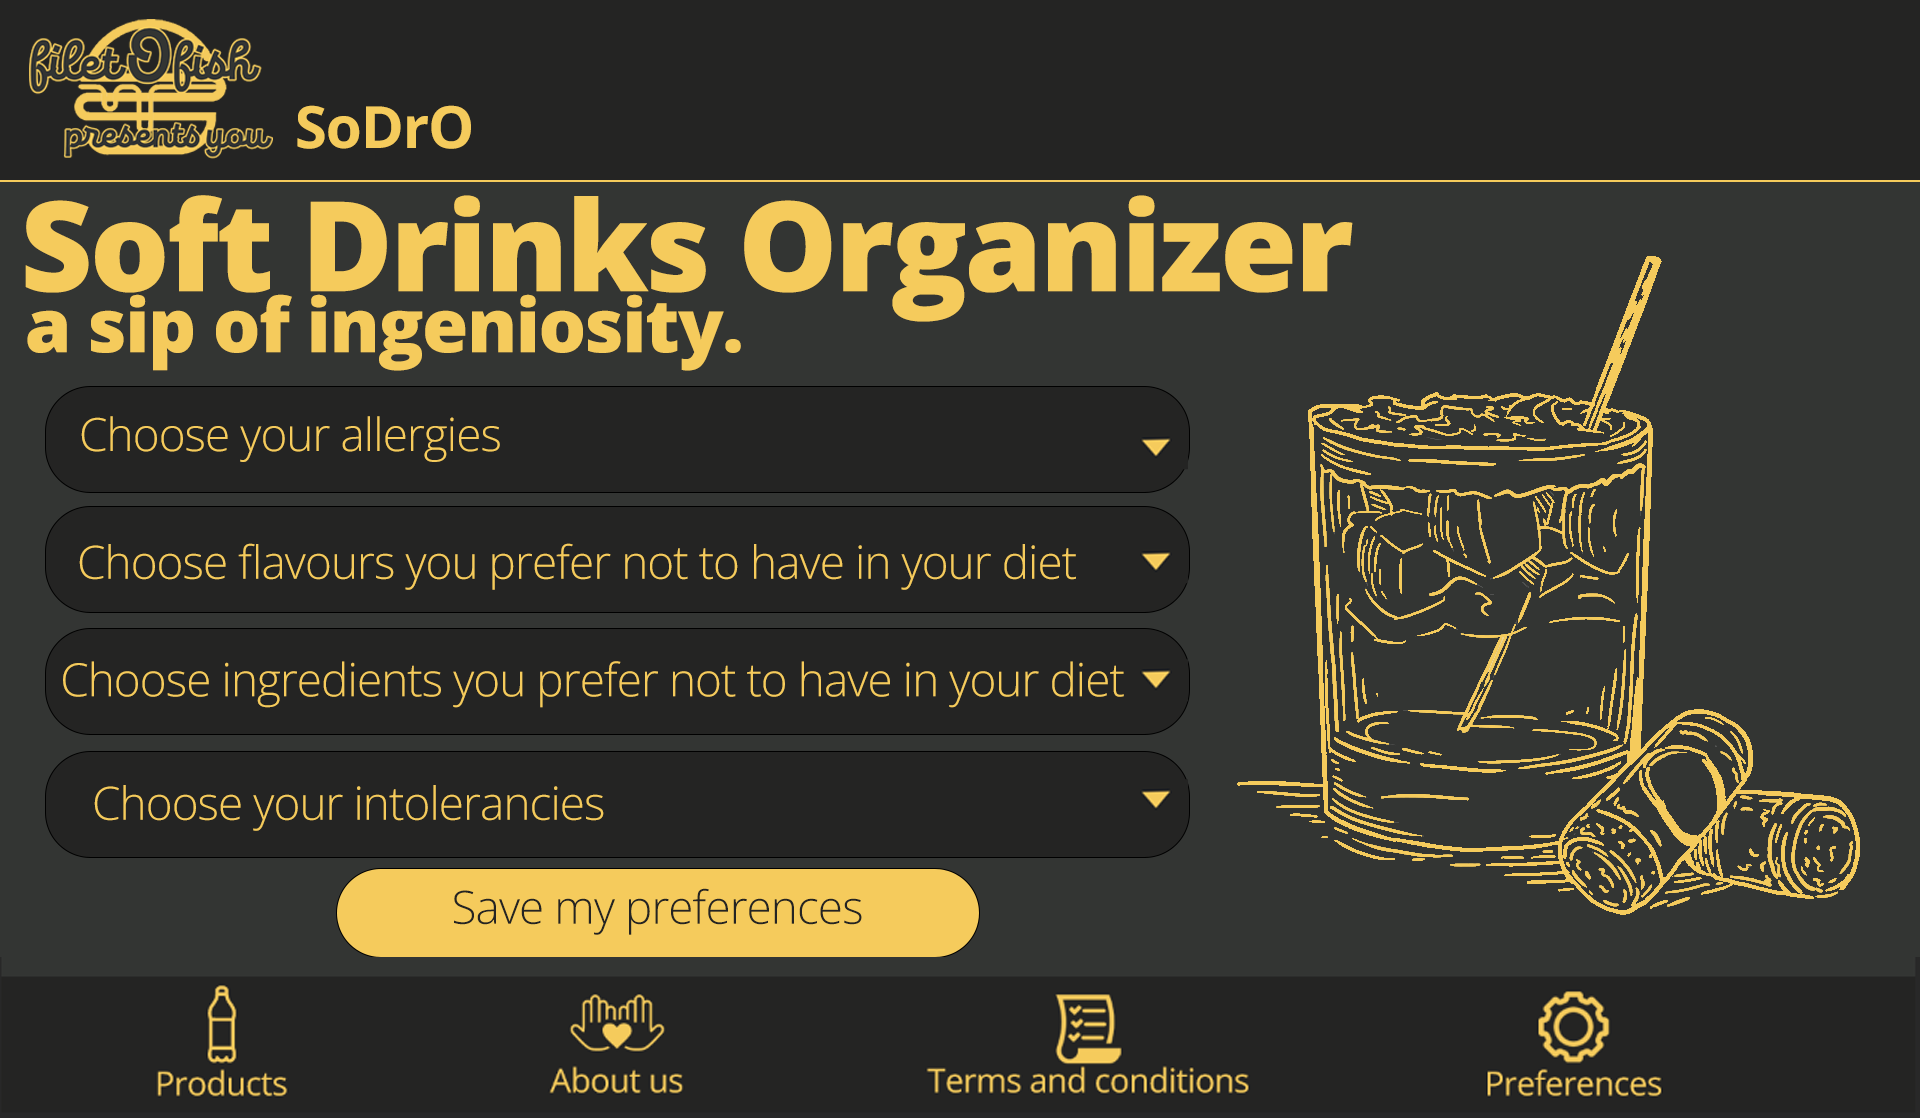 filet O fish
presents you
SoDrO
Soft Drinks Organizer
a sip of ingeniosity.
Choose your allergies
Choose flavours you prefer not to have in your diet
Choose ingredients you prefer not to have in your diet
Choose your intolerancies
Save my preferences
Products
About us
Terms and conditions
Preferences